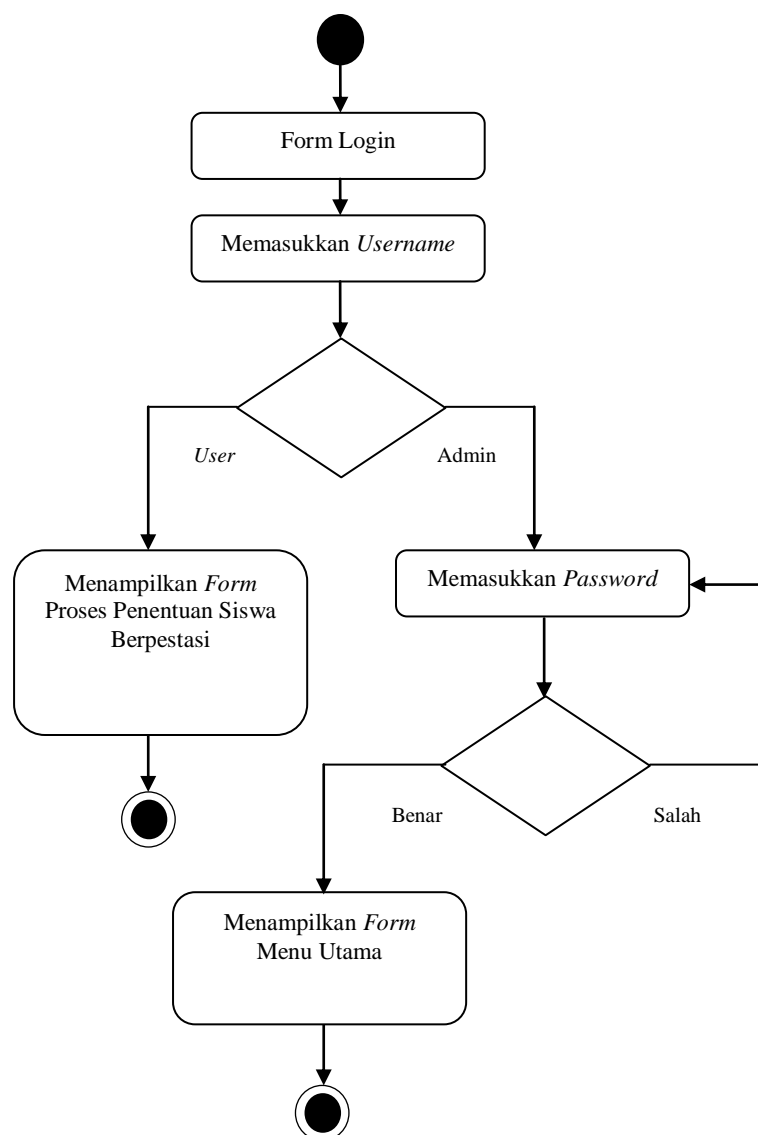 Form Login
Memasukkan Username
User
Admin
Menampilkan Form
Proses Penentuan Siswa
Berpestasi
Memasukkan Password
Benar
Salah
Menampilkan Form
Menu Utama